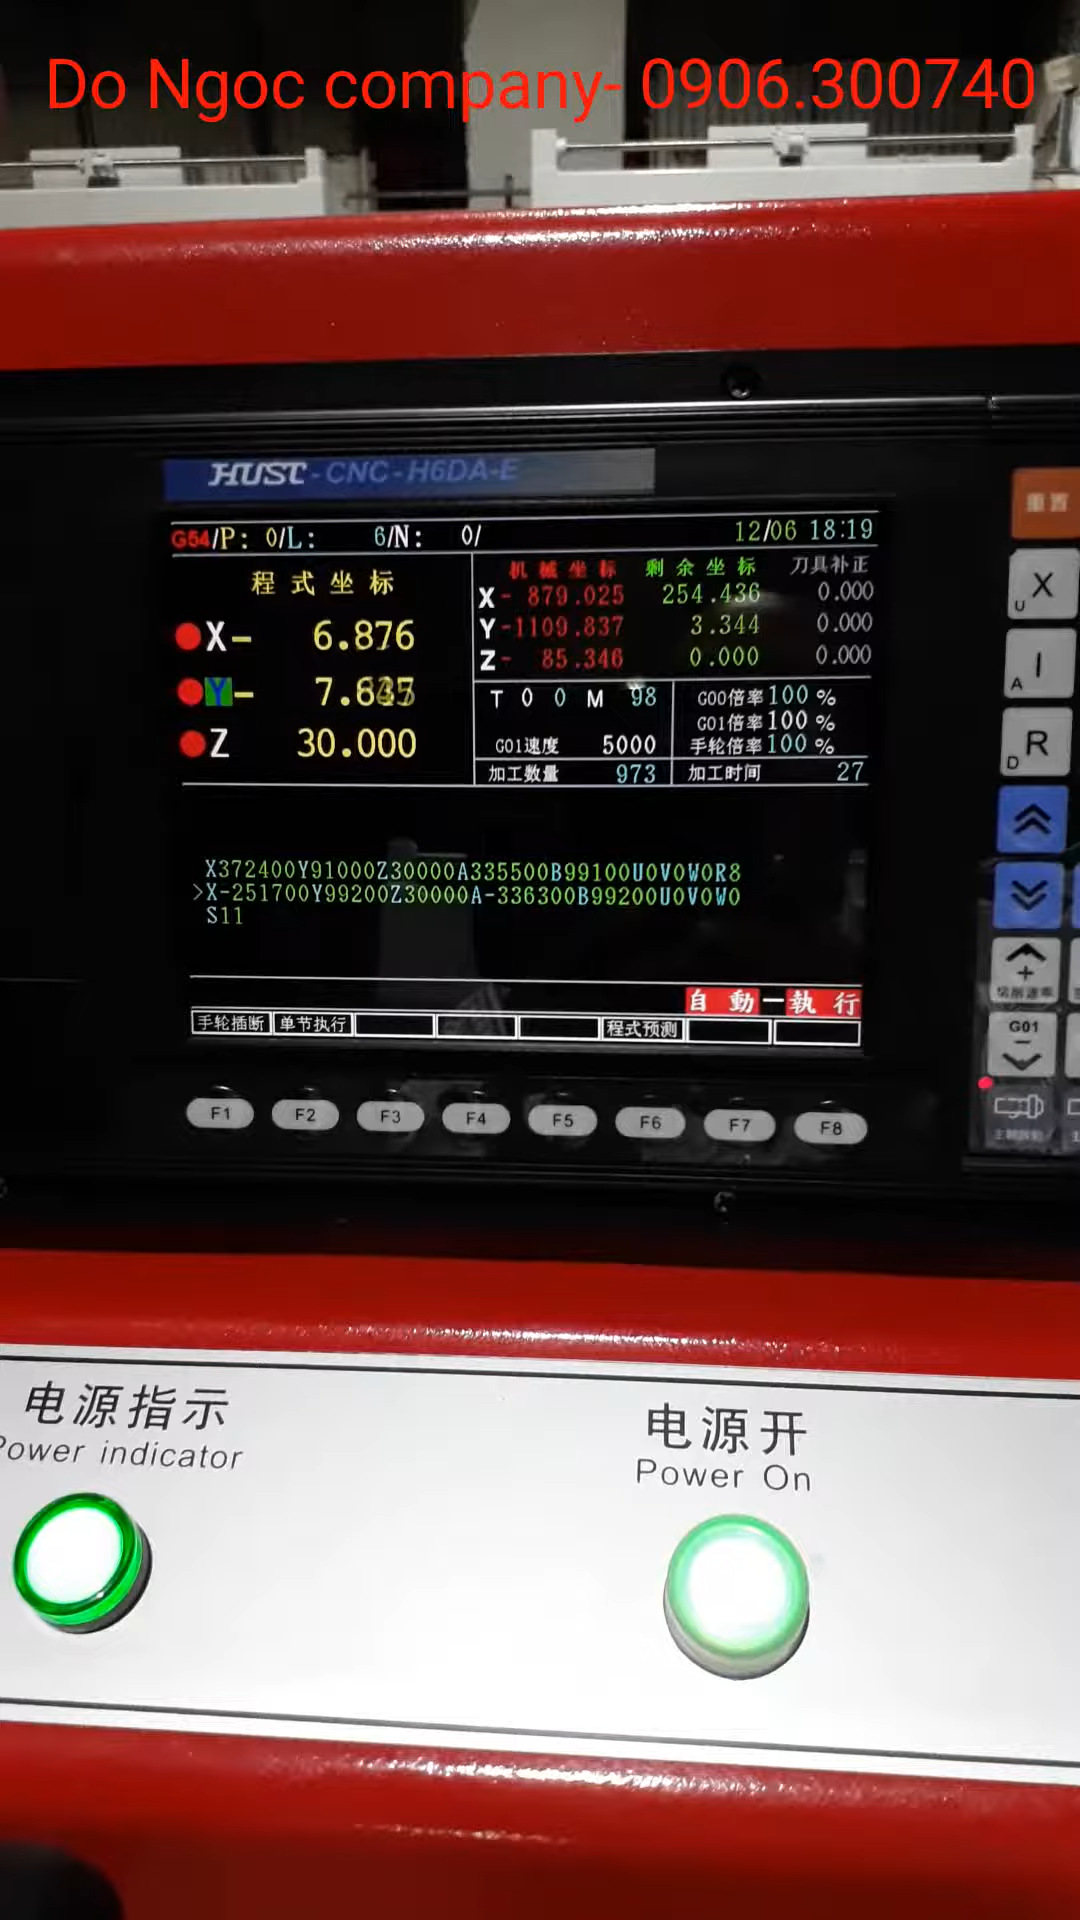 Do Ngoc company- 0906.300740
HUST-CNC-H6DA-E
G54/P: 0/L: 6/N: 0/ 12/06 18:19
程式坐标
X- 6.876
Y-
Z 30.000
机械坐标 剩余坐标 刀具补正
X- 879.025 254.436 0.000
Y-1109.837 3.344 0.000
Z- 85.346 0.000 0.000
T 0 0 M 98
G01速度 5000
G00倍率100 %
G01倍率100 %
手轮倍率100 %
加工数量 973 加工时间 27
X372400Y91000Z30000A335500B99100U0V0W0R8
>X-251700Y99200Z30000A-336300B99200U0V0W0
S11
自動一執行
手轮插断 单节执行 程式预测
F1 F2 F3 F4 F5 F6 F7 F8
重置
X U
I A
R D
+
G01
-
电源指示
Power indicator
电源开
Power On